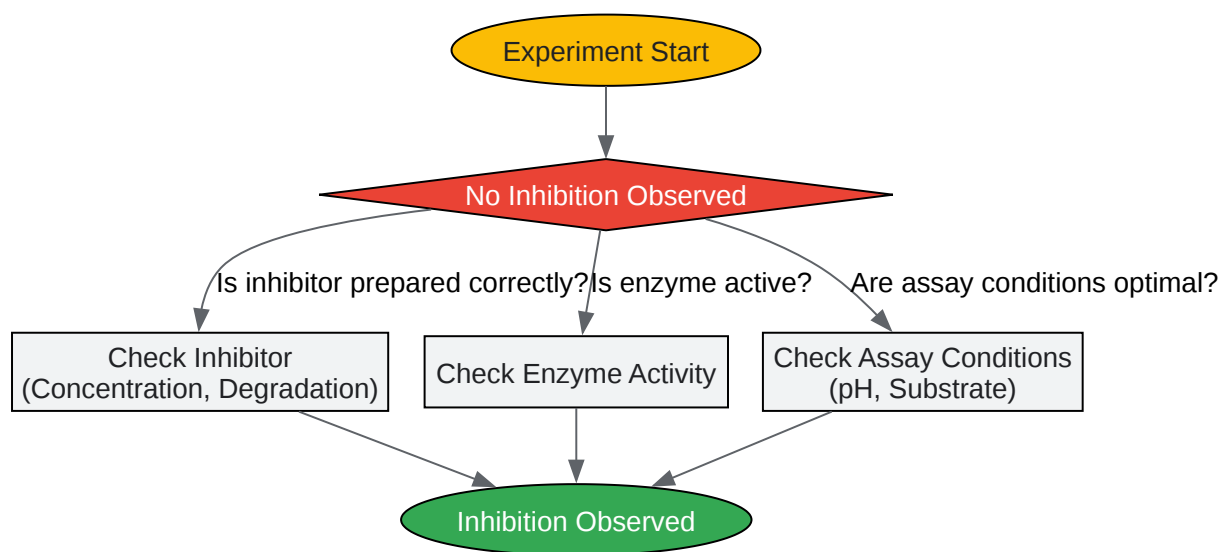 Experiment Start
No Inhibition Observed
Is inhibitor prepared correctly?
Is enzyme active?
Are assay conditions optimal?
Check Inhibitor
(Concentration, Degradation)
Check Enzyme Activity
Check Assay Conditions
(pH, Substrate)
Inhibition Observed